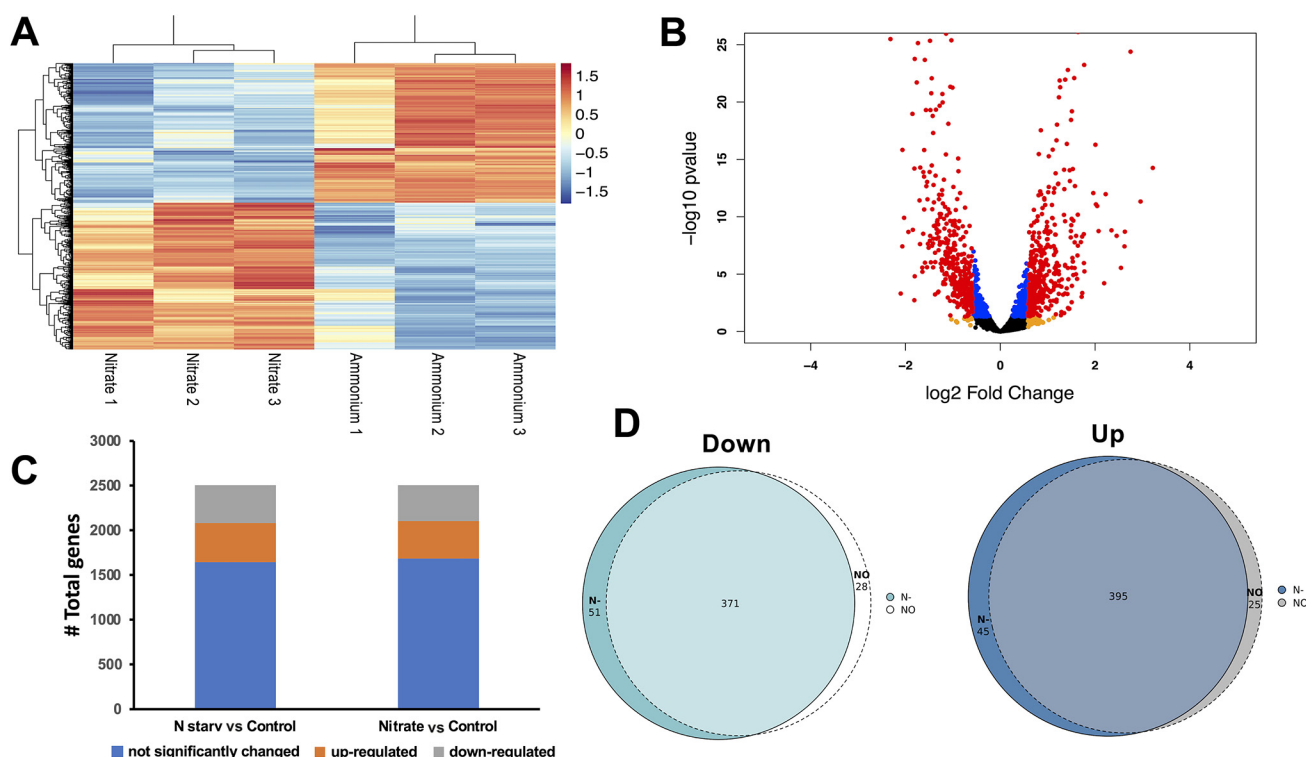 A
1.5
1
0.5
0
−0.5
−1
−1.5
Nitrate 1
Nitrate 2
Nitrate 3
Ammonium 1
Ammonium 2
Ammonium 3
B
25
20
15
10
5
0
−log10 pvalue
−4
−2
0
2
4
log2 Fold Change
C
# Total genes
3000
2500
2000
1500
1000
500
0
N starv vs Control
Nitrate vs Control
not significantly changed
up-regulated
down-regulated
D
Down
N-
51
371
NO
28
N-
NO
Up
N-
45
395
NO
25
N-
NO